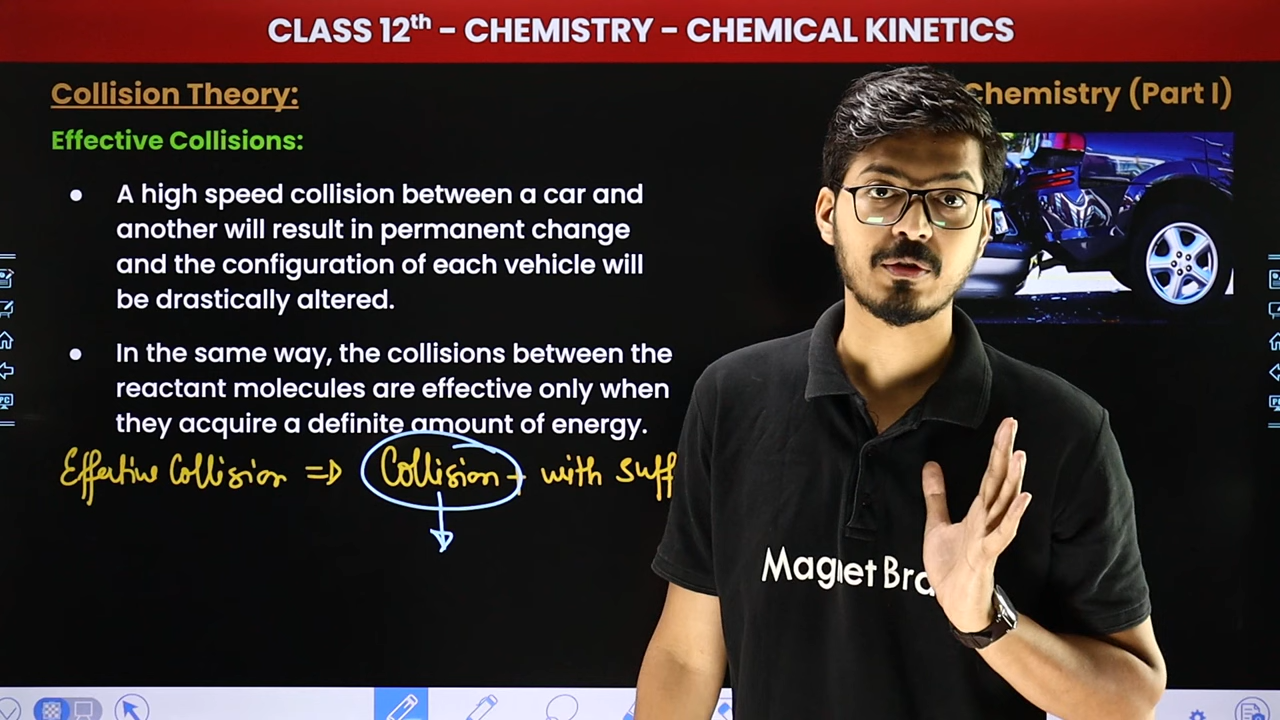 CLASS 12th - CHEMISTRY - CHEMICAL KINETICS
Collision Theory:
Chemistry (Part I)
Effective Collisions:
• A high speed collision between a car and
another will result in permanent change
and the configuration of each vehicle will
be drastically altered.
• In the same way, the collisions between the
reactant molecules are effective only when
they acquire a definite amount of energy.
Effective Collision => Collision - with suff
Magnet Bra